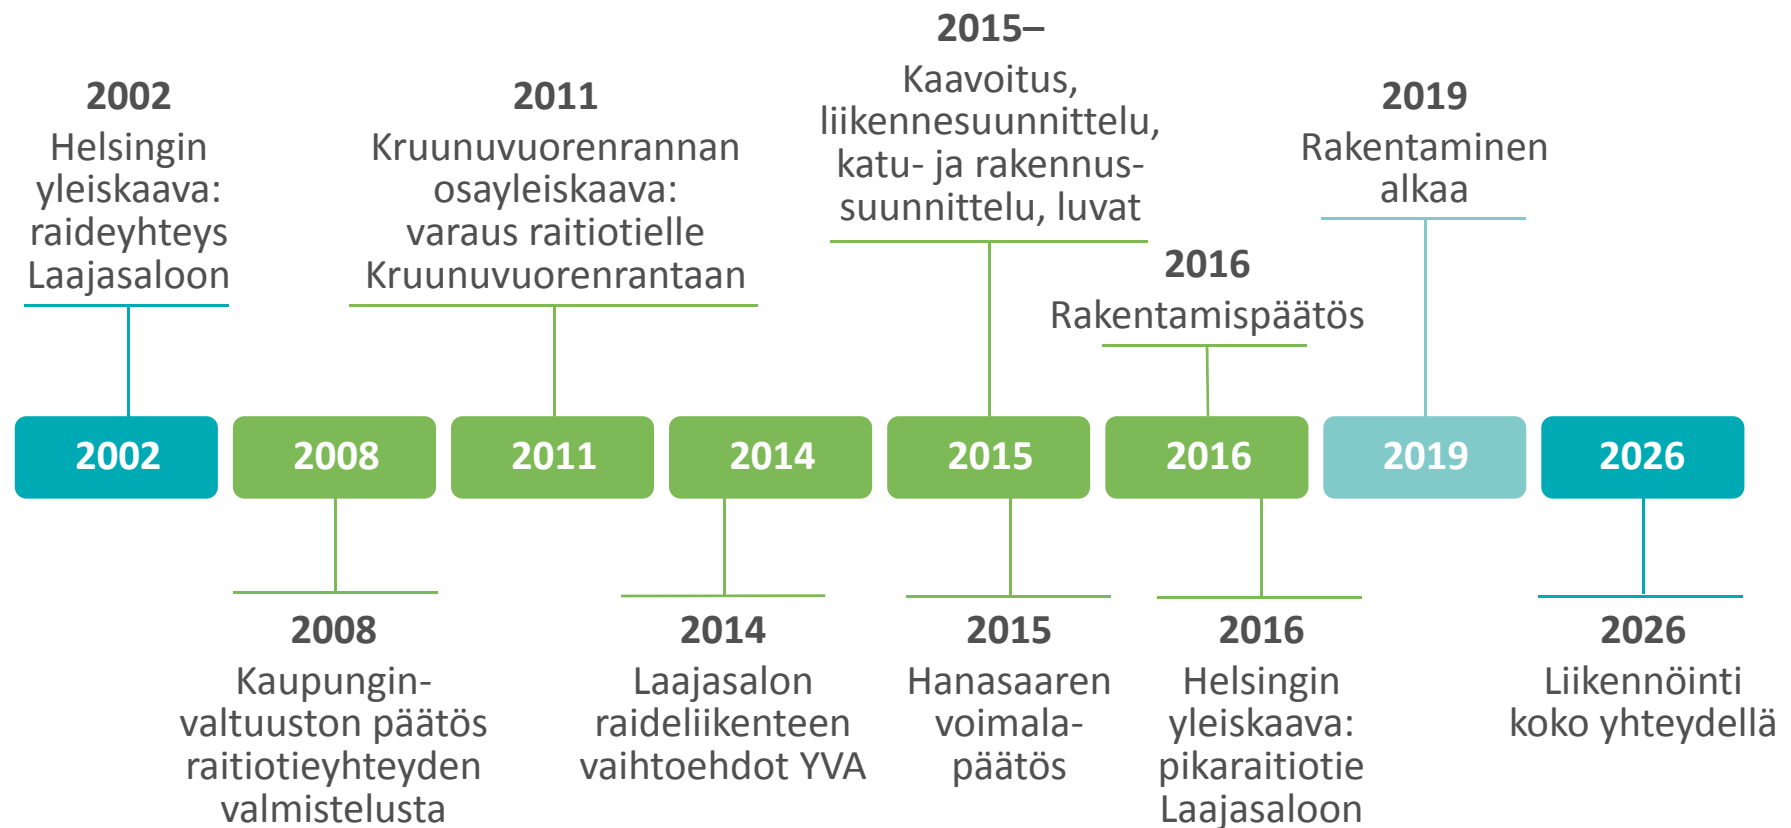 2002
Helsingin
yleiskaava:
raideyhteys
Laajasaloon
2011
Kruunuvuorenrannan
osayleiskaava:
varaus raitiotielle
Kruunuvuorenrantaan
2015–
Kaavoitus,
liikennesuunnittelu,
katu- ja rakennus-
suunnittelu, luvat
2016
Rakentamispäätös
2019
Rakentaminen
alkaa
2002 2008 2011 2014 2015 2016 2019 2026
2008
Kaupungin-
valtuuston päätös
raitiotieyhteyden
valmistelusta
2014
Laajasalon
raideliikenteen
vaihtoehdot YVA
2015
Hanasaaren
voimala-
päätös
2016
Helsingin
yleiskaava:
pikaraitiotie
Laajasaloon
2026
Liikennöinti
koko yhteydellä